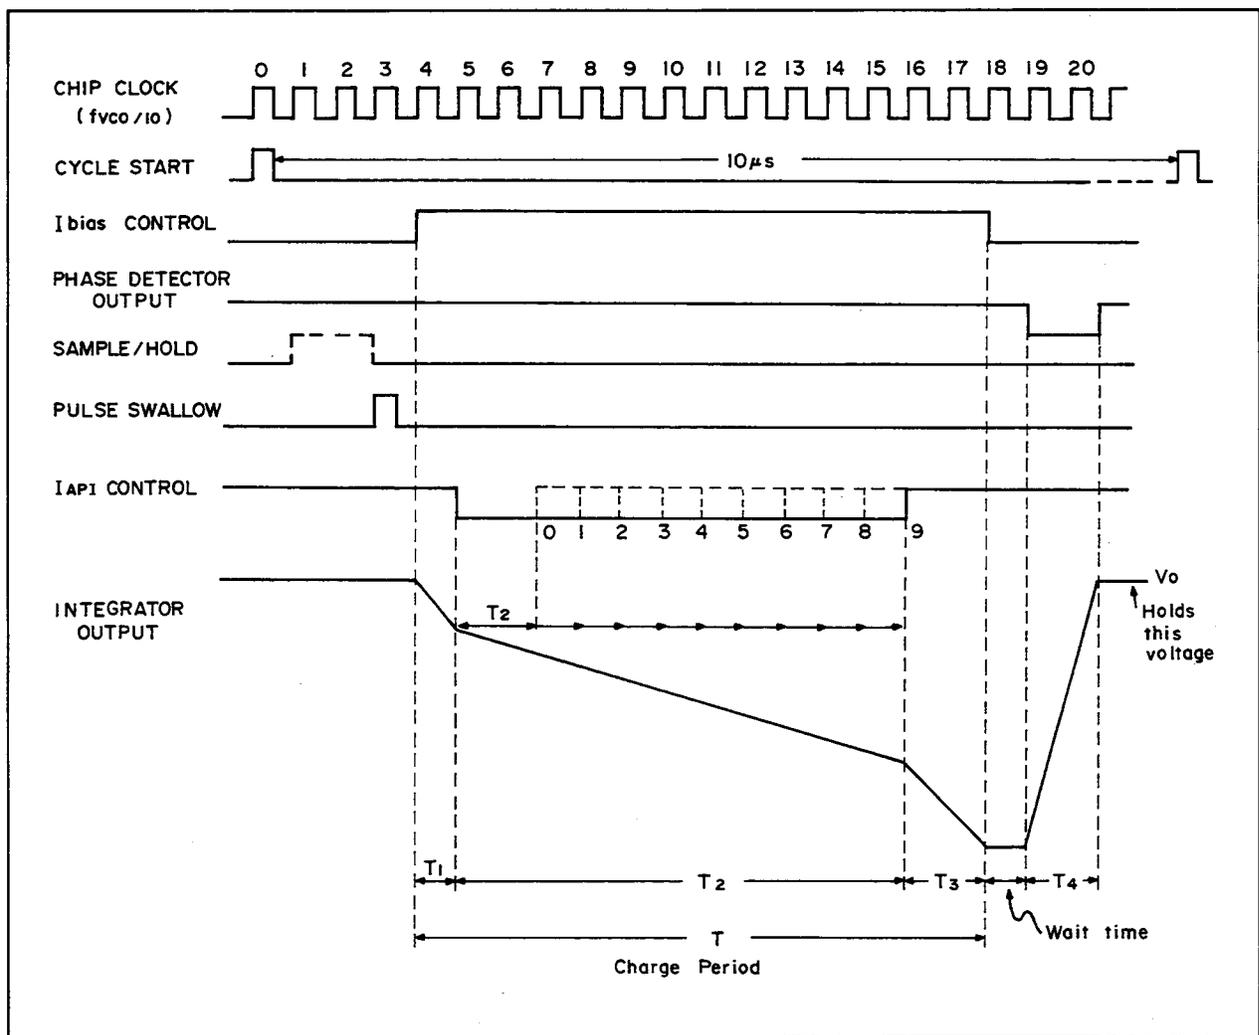 0 1 2 3 4 5 6 7 8 9 10 11 12 13 14 15 16 17 18 19 20
CHIP CLOCK
(fvco/10)
CYCLE START
10μs
I bias CONTROL
PHASE DETECTOR
OUTPUT
SAMPLE/HOLD
PULSE SWALLOW
IAPI CONTROL
0 1 2 3 4 5 6 7 8 9
INTEGRATOR
OUTPUT
T2
Vo
Holds
this
voltage
T1
T2
T3
T4
Wait time
T
Charge Period